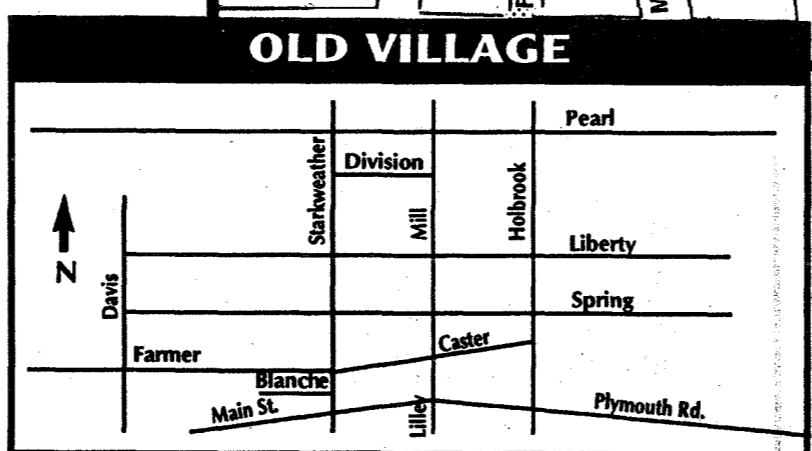 OLD VILLAGE
Pearl
Division
Starkweather
Mill
Holbrook
N
Davis
Liberty
Spring
Farmer
Caster
Blanche
Main St.
Lilley
Plymouth Rd.